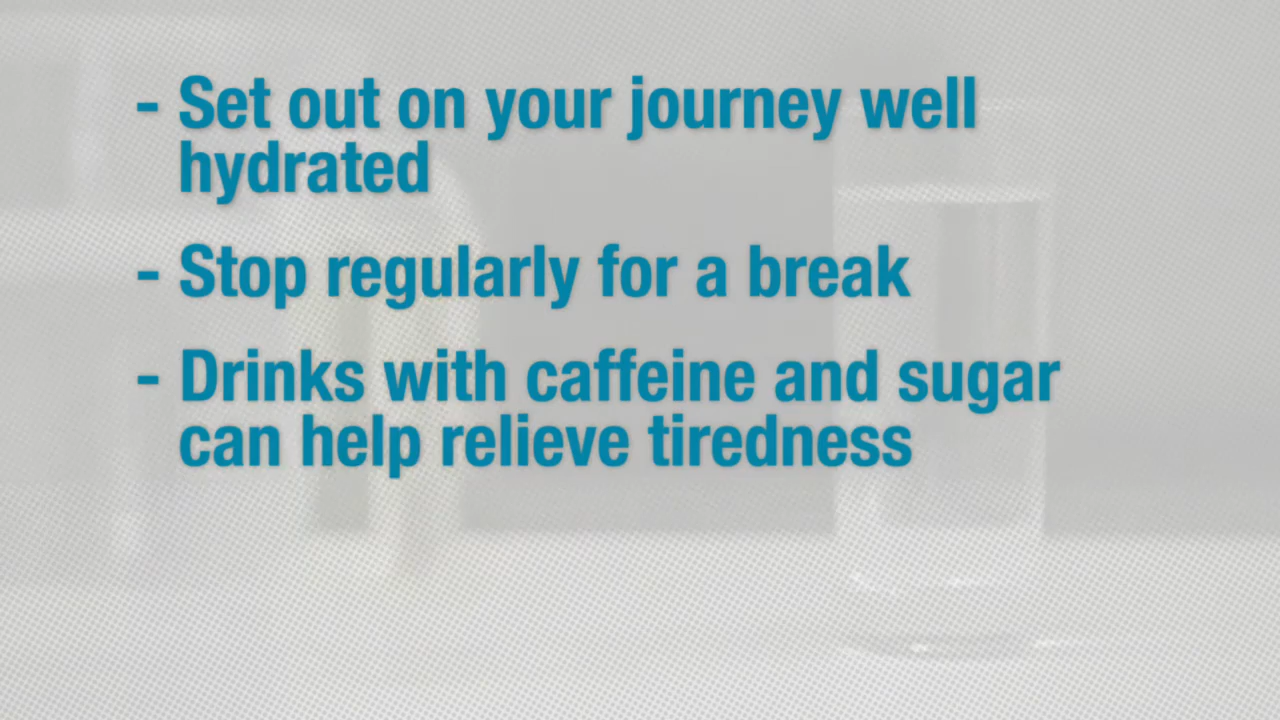 - Set out on your journey well
hydrated
- Stop regularly for a break
- Drinks with caffeine and sugar
can help relieve tiredness